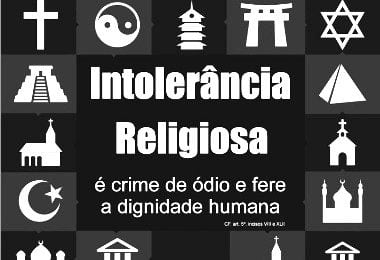 Intolerância
Religiosa
é crime de ódio e fere
a dignidade humana
CF art. 5º, incisos VIII e XLII